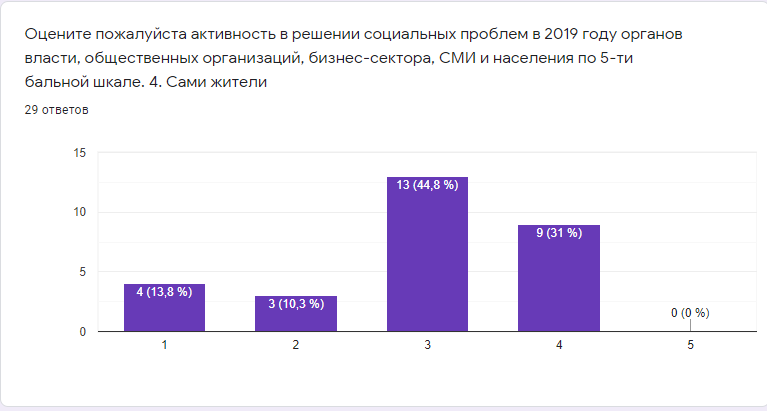 Оцените пожалуйста активность в решении социальных проблем в 2019 году органов
власти, общественных организаций, бизнес-сектора, СМИ и населения по 5-ти
бальной шкале. 4. Сами жители
29 ответов
15
10
5
0
4 (13,8 %)
3 (10,3 %)
13 (44,8 %)
9 (31 %)
0 (0 %)
1
2
3
4
5